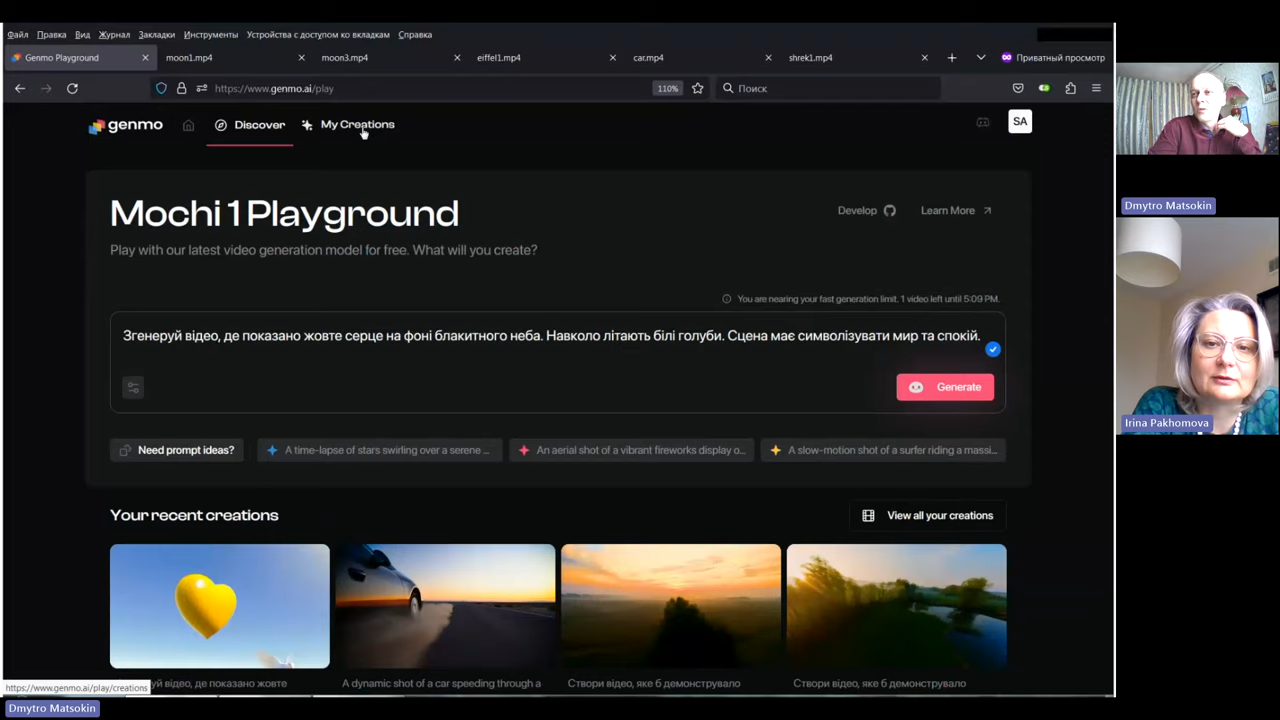 Файл Правка Вид Журнал Закладки Инструменты Устройства с доступом ко вкладкам Справка
Genmo Playground moon1.mp4 moon3.mp4 eiffel1.mp4 car.mp4 shrek1.mp4 Приватный просмотр
https://www.genmo.ai/play 110% Поиск
genmo Discover My Creations SA
Mochi 1 Playground
Develop Learn More
Play with our latest video generation model for free. What will you create?
You are nearing your fast generation limit. 1 video left until 5:09 PM.
Згенеруй відео, де показано жовте серце на фоні блакитного неба. Навколо літають білі голуби. Сцена має символізувати мир та спокій.
Generate
Need prompt ideas? A time-lapse of stars swirling over a serene ... An aerial shot of a vibrant fireworks display o... A slow-motion shot of a surfer riding a massi...
Your recent creations View all your creations
уй відео, де показано жовте A dynamic shot of a car speeding through a Створи відео, яке б демонструвало Створи відео, яке б демонструвало
https://www.genmo.ai/play/creations
Dmytro Matsokin
Dmytro Matsokin
Irina Pakhomova